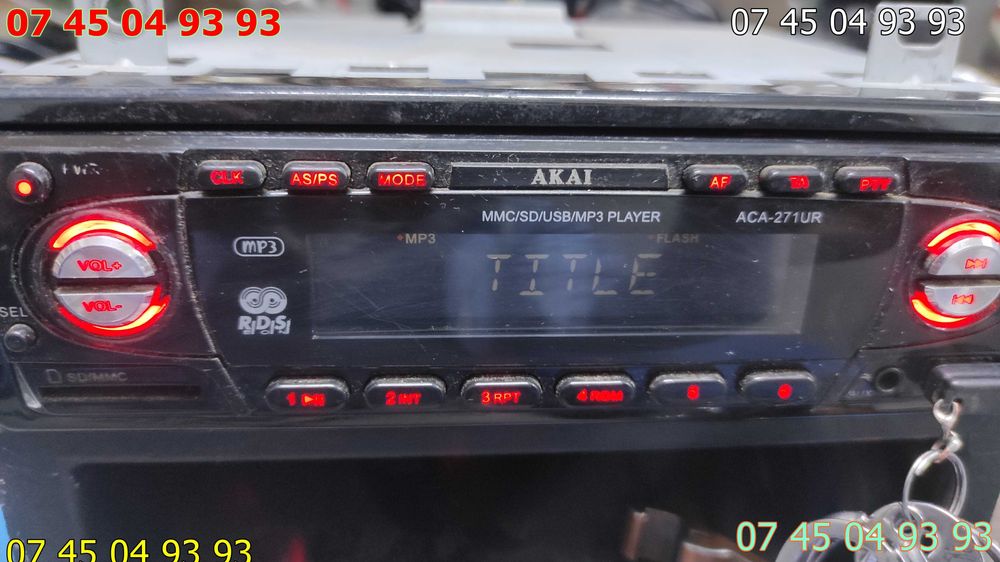 07 45 04 93 93
07 45 04 93 93
CLK AS/PS MODE AKAI AF TA PTY
MMC/SD/USB/MP3 PLAYER ACA-271UR
MP3 MP3 FLASH
VOL+
TITLE
VOL-
RDS
SEL
SD/MMC
1 2 INT 3 RPT 4 RDM 5 6
07 45 04 93 93
07 45 04 93 93